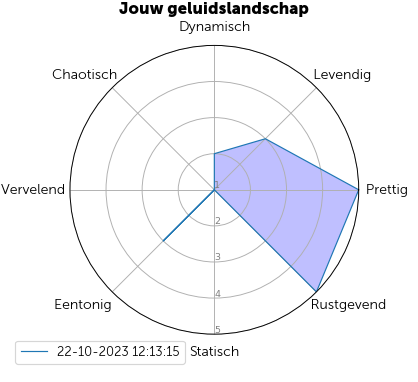 Jouw geluidslandschap
Dynamisch
Chaotisch
Levendig
Vervelend
1
Prettig
2
3
4
Eentonig
Rustgevend
5
22-10-2023 12:13:15
Statisch